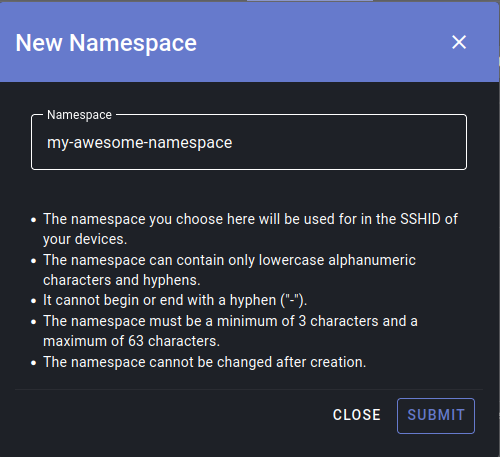 New Namespace
Namespace
my-awesome-namespace
• The namespace you choose here will be used for in the SSHID of
your devices.
• The namespace can contain only lowercase alphanumeric
characters and hyphens.
• It cannot begin or end with a hyphen ("-").
• The namespace must be a minimum of 3 characters and a
maximum of 63 characters.
• The namespace cannot be changed after creation.
CLOSE SUBMIT